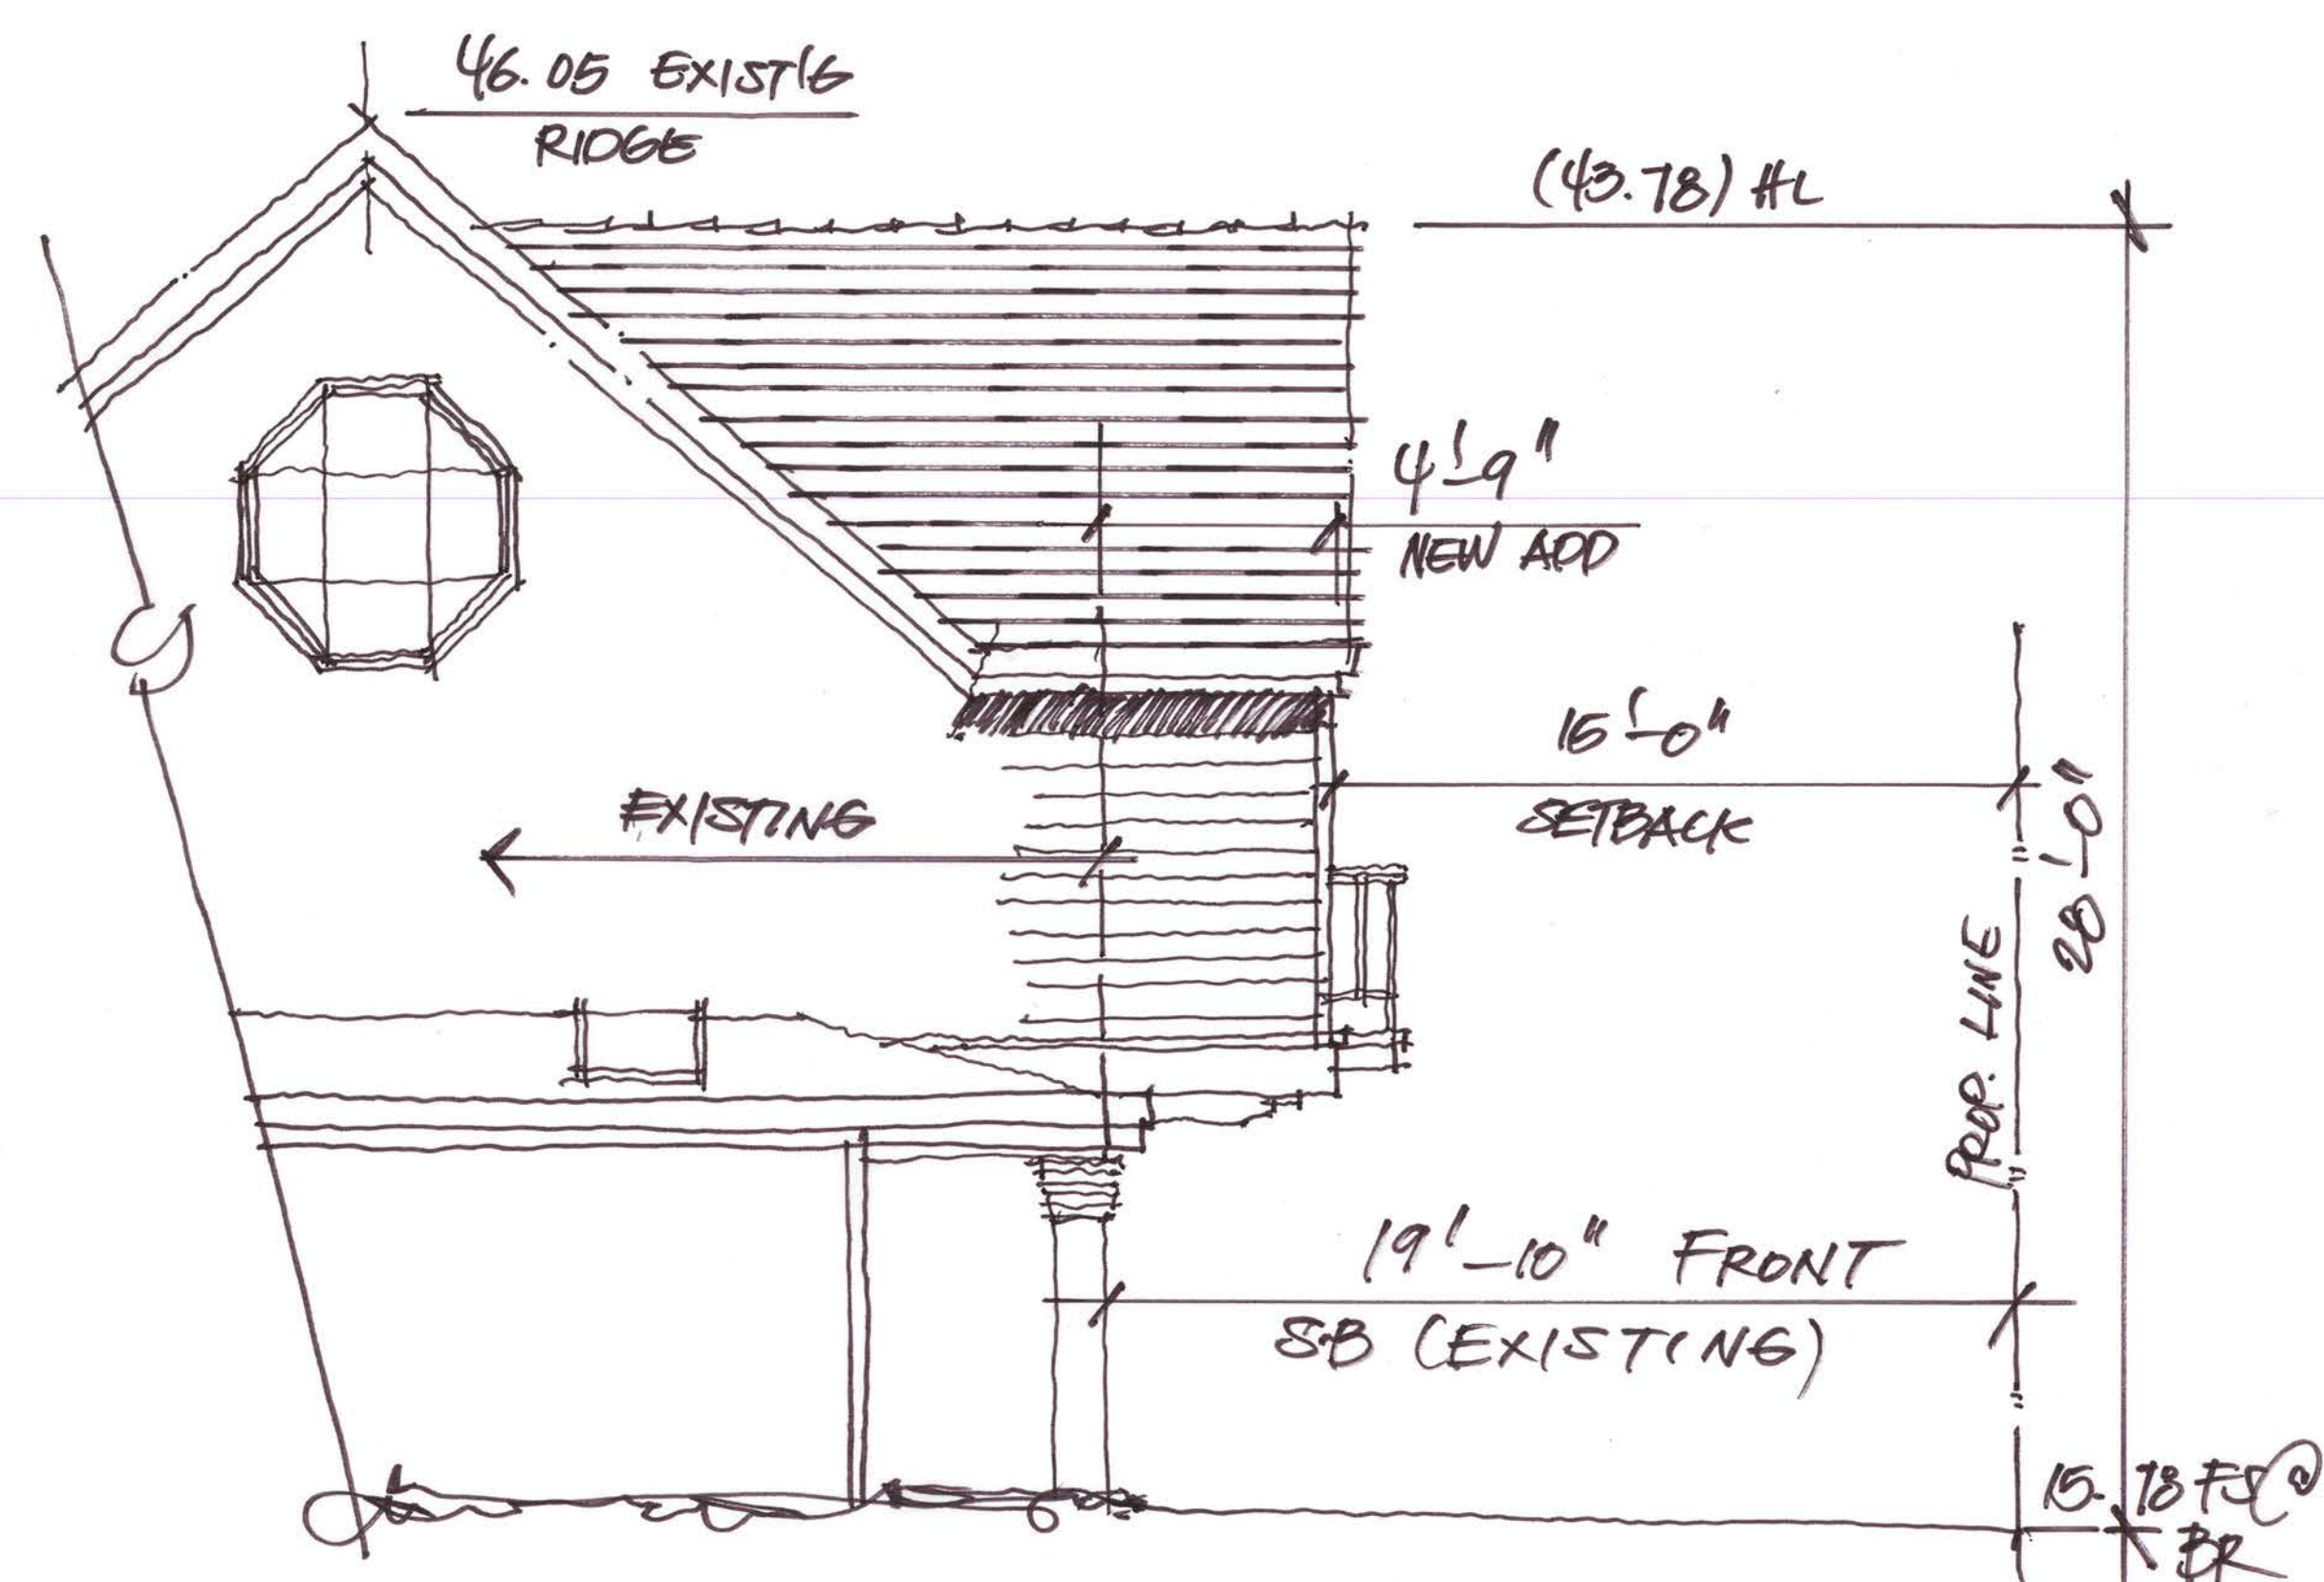 46.05 EXIST'G
RIDGE
(43.78) HL
4'-9"
NEW ADD
15'-0"
SETBACK
EXISTING
28'-0"
PROP. LINE
19'-10" FRONT
SB (EXISTING)
15.78 FS@
BR